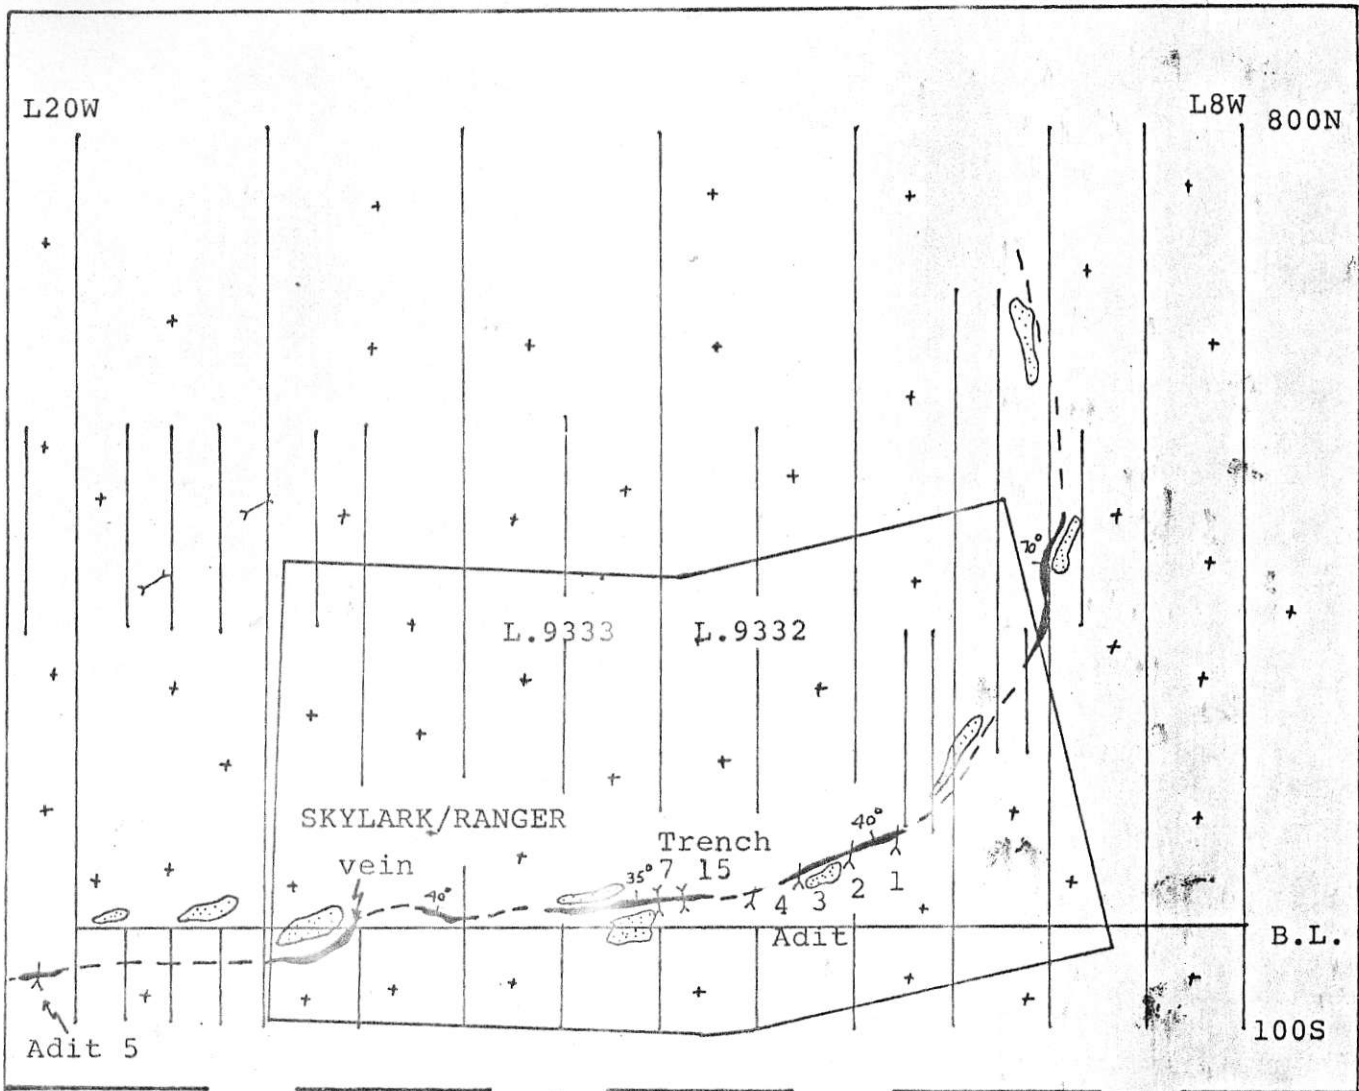 L20W
L8W
800N
70°
L.9333
L.9332
SKYLARK/RANGER
vein
40°
Trench
35°
7 15
40°
4 3 2 1
Adit
B.L.
Adit 5
100S